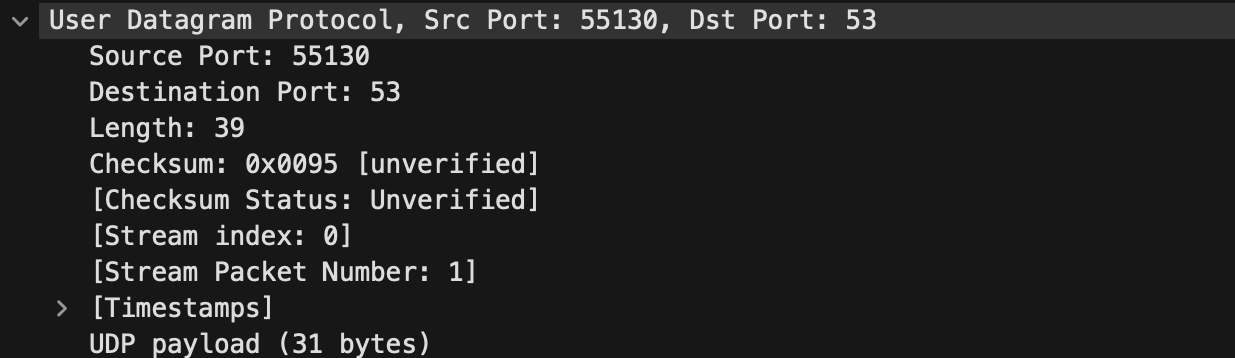 User Datagram Protocol, Src Port: 55130, Dst Port: 53
Source Port: 55130
Destination Port: 53
Length: 39
Checksum: 0x0095 [unverified]
[Checksum Status: Unverified]
[Stream index: 0]
[Stream Packet Number: 1]
[Timestamps]
UDP payload (31 bytes)